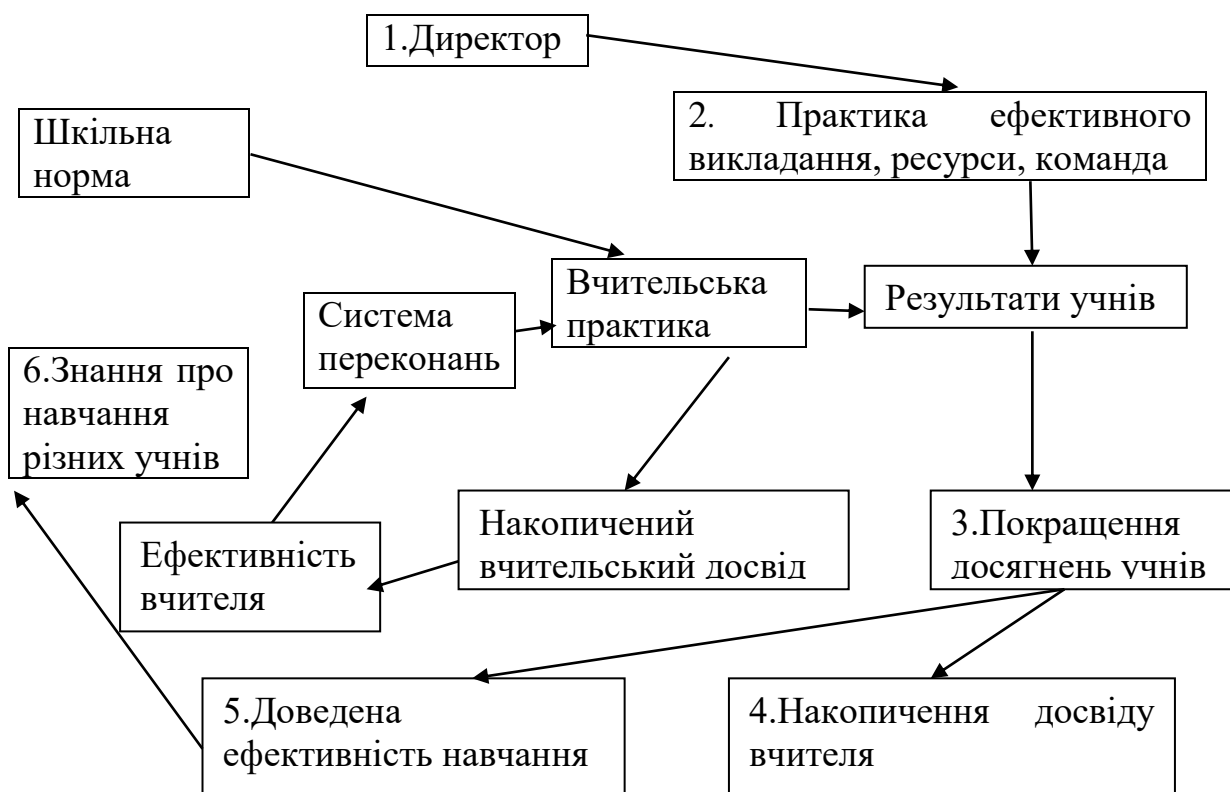 1.Директор
2. Практика ефективного
викладання, ресурси, команда
Шкільна
норма
Вчительська
практика
Результати учнів
Система
переконань
6.Знання про
навчання
різних учнів
Накопичений
вчительський досвід
3.Покращення
досягнень учнів
Ефективність
вчителя
5.Доведена
ефективність навчання
4.Накопичення досвіду
вчителя